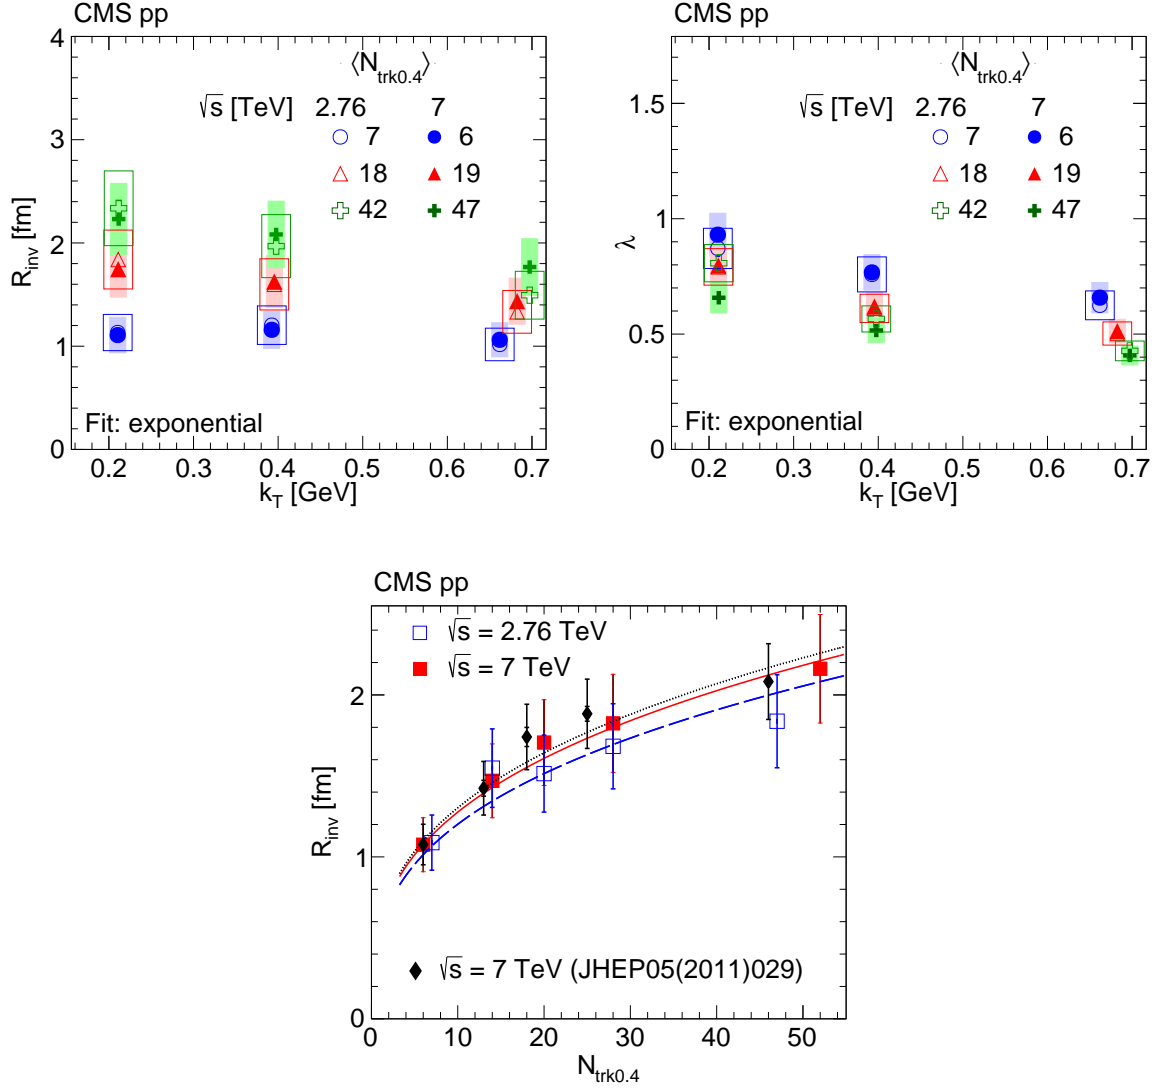 CMS pp
⟨N_trk0.4⟩
√s [TeV] 2.76 7
7 6
18 19
42 47
R_inv [fm]
4
3
2
1
0
Fit: exponential
0.2 0.3 0.4 0.5 0.6 0.7
k_T [GeV]
CMS pp
⟨N_trk0.4⟩
√s [TeV] 2.76 7
7 6
18 19
42 47
λ
1.5
1
0.5
0
Fit: exponential
0.2 0.3 0.4 0.5 0.6 0.7
k_T [GeV]
CMS pp
√s = 2.76 TeV
√s = 7 TeV
R_inv [fm]
2
1
0
√s = 7 TeV (JHEP05(2011)029)
0 10 20 30 40 50
N_trk0.4